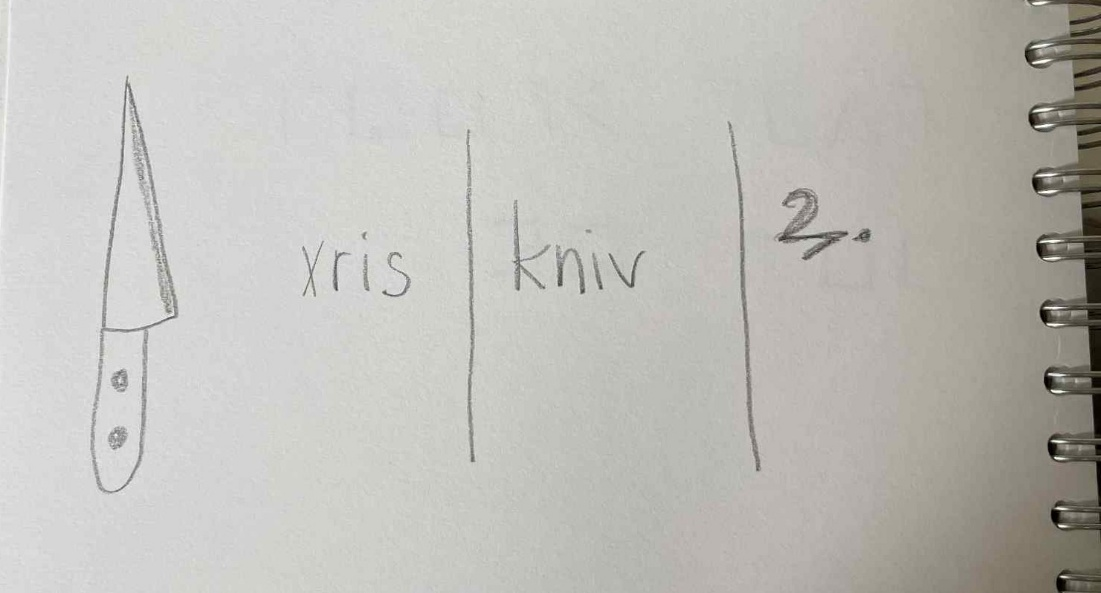 xris | kniv | 2.